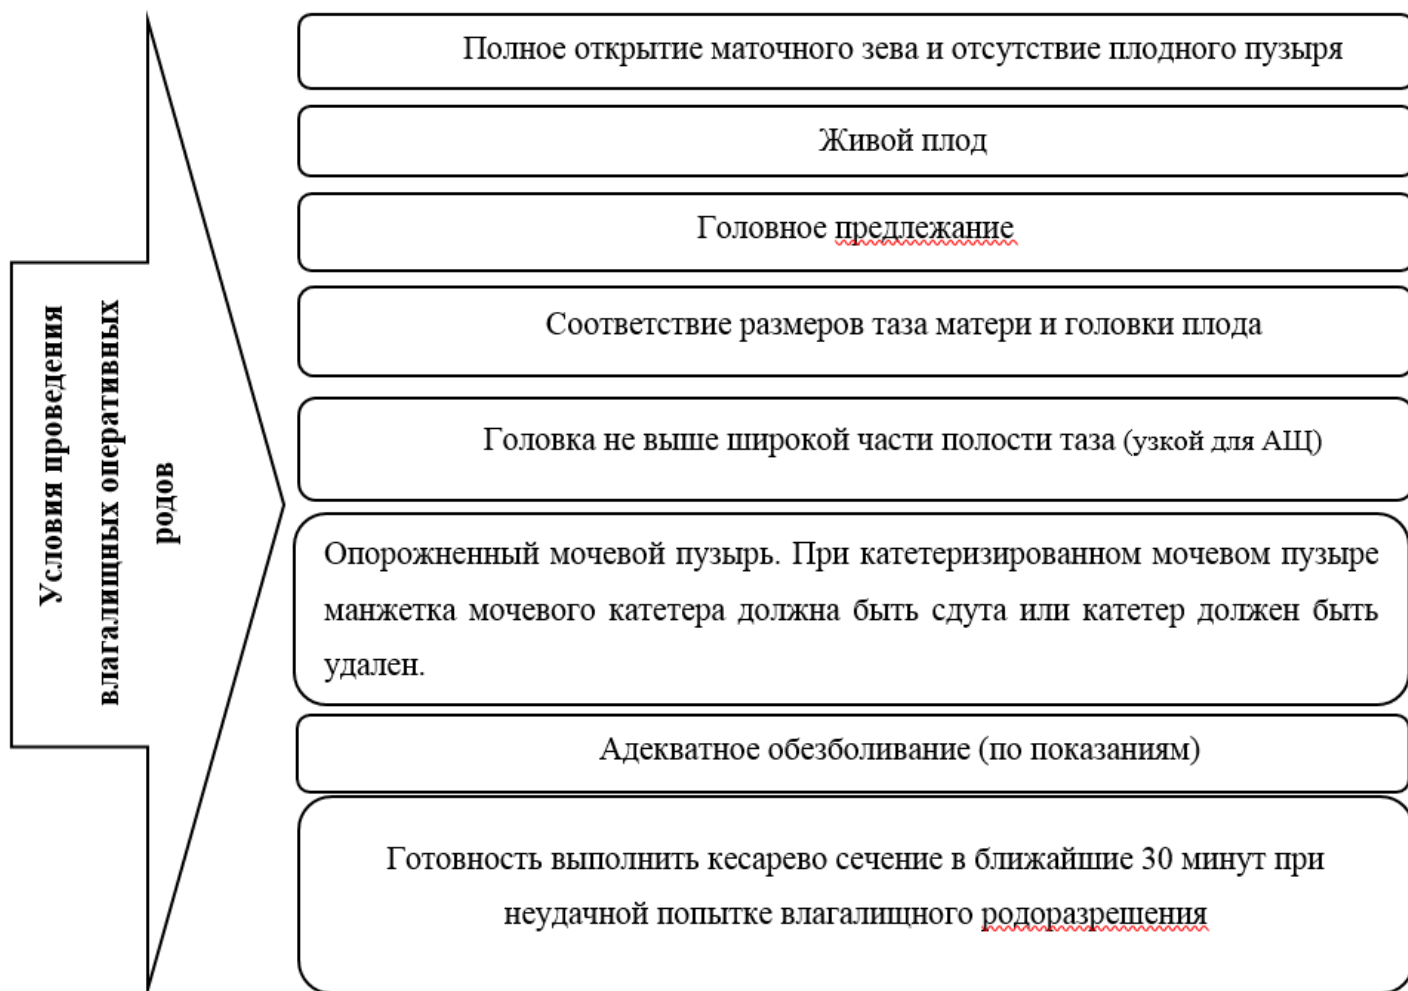 Условия проведения
влагалищных оперативных
родов
Полное открытие маточного зева и отсутствие плодного пузыря
Живой плод
Головное предлежание
Соответствие размеров таза матери и головки плода
Головка не выше широкой части полости таза (узкой для АЩ)
Опорожненный мочевой пузырь. При катетеризированном мочевом пузыре
манжетка мочевого катетера должна быть сдута или катетер должен быть
удален.
Адекватное обезболивание (по показаниям)
Готовность выполнить кесарево сечение в ближайшие 30 минут при
неудачной попытке влагалищного родоразрешения